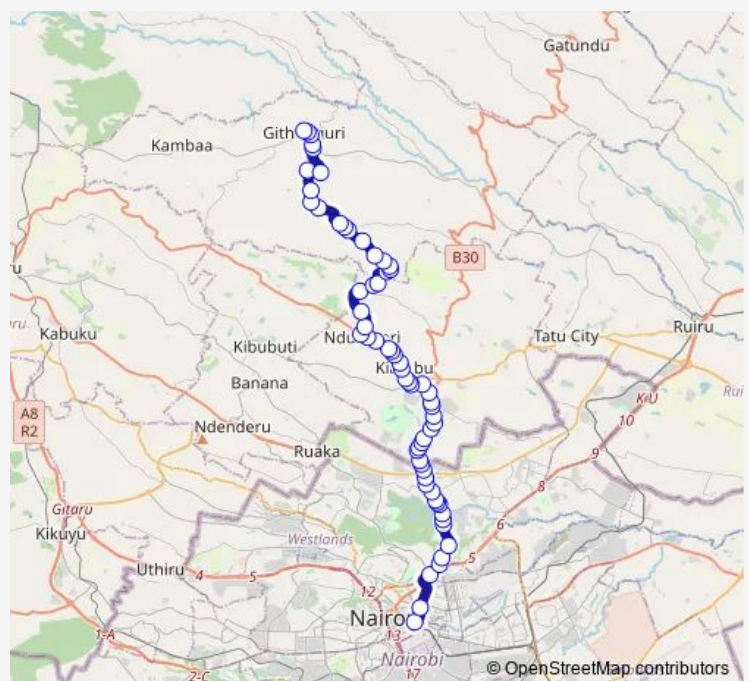 Gatundu
Kambaa
B30
Kabuku
Tatu City
Ruiru
Kibubuti
Banana
A8
R2
Ndenderu
Ruaka
KiU
10
9
Gitaru
8
Kikuyu
Westlands
6
Uthiru
4
5
5
12
1-A
13
Nairobi
2-C
17
© OpenStreetMap contributors